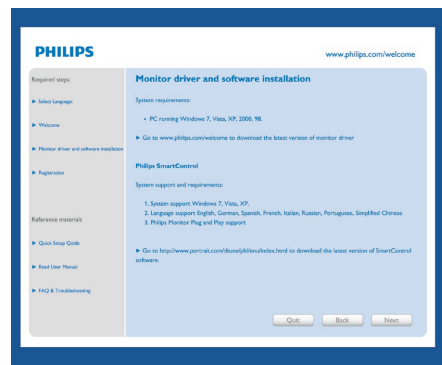 PHILIPS
www.philips.com/welcome
Required steps:
► Select Language
► Welcome
► Monitor driver and software installation
► Registration
Reference materials
► Quick Setup Guide
► Read User Manual
► FAQ & Troubleshooting
Monitor driver and software installation
System requirements:
• PC running Windows 7, Vista, XP, 2000, 98.
► Go to www.philips.com/welcome to download the latest version of monitor driver
Philips SmartControl
System support and requirements:
1. System support Windows 7, Vista, XP.
2. Language support English, German, Spanish, French, Italian, Russian, Portuguese, Simplified Chinese
3. Philips Monitor Plug and Play support
► Go to http://www.portrait.com/dtune/phl/enu/index.html to download the latest version of SmartControl
software.
Quit
Back
Next